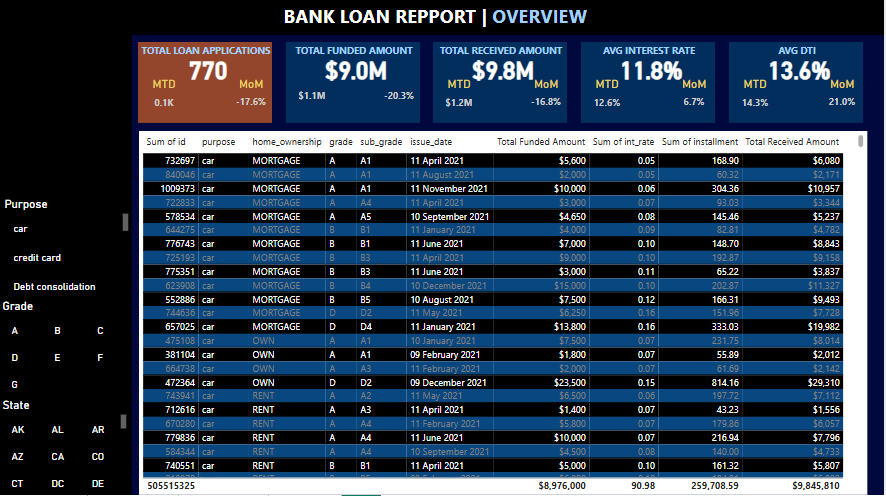 BANK LOAN REPPORT | OVERVIEW
TOTAL LOAN APPLICATIONS
770
MTD MoM
0.1K -17.6%
TOTAL FUNDED AMOUNT
$9.0M
$1.1M -20.3%
TOTAL RECEIVED AMOUNT
$9.8M
MTD MoM
$1.2M -16.8%
AVG INTEREST RATE
11.8%
MTD MoM
12.6% 6.7%
AVG DTI
13.6%
MTD MoM
14.3% 21.0%
Purpose
car
credit card
Debt consolidation
Grade
A B C
D E F
G
State
AK AL AR
AZ CA CO
CT DC DE
Sum of id purpose home_ownership grade sub_grade issue_date Total Funded Amount Sum of int_rate Sum of installment Total Received Amount
732697 car MORTGAGE A A1 11 April 2021 $5,600 0.05 168.90 $6,080
840046 car MORTGAGE A A1 11 August 2021 $2,000 0.05 60.32 $2,171
1009373 car MORTGAGE A A1 11 November 2021 $10,000 0.06 304.36 $10,957
722833 car MORTGAGE A A4 11 April 2021 $3,000 0.07 93.03 $3,344
578534 car MORTGAGE A A5 10 September 2021 $4,650 0.08 145.46 $5,237
644275 car MORTGAGE B B1 11 January 2021 $4,000 0.09 82.81 $4,782
776743 car MORTGAGE B B1 11 June 2021 $7,000 0.10 148.70 $8,843
725193 car MORTGAGE B B3 11 April 2021 $9,000 0.10 192.87 $9,158
775351 car MORTGAGE B B3 11 June 2021 $3,000 0.11 65.22 $3,837
623908 car MORTGAGE B B4 10 December 2021 $15,000 0.10 202.87 $11,327
552886 car MORTGAGE B B5 10 August 2021 $7,500 0.12 166.31 $9,493
744636 car MORTGAGE D D2 11 May 2021 $6,250 0.16 151.96 $7,728
657025 car MORTGAGE D D4 11 January 2021 $13,800 0.16 333.03 $19,982
475108 car OWN A A1 10 January 2021 $7,500 0.07 231.75 $8,014
381104 car OWN A A1 09 February 2021 $1,800 0.07 55.89 $2,012
664738 car OWN A A3 11 February 2021 $2,000 0.07 61.69 $2,142
472364 car OWN D D2 09 December 2021 $23,500 0.15 814.16 $29,310
743941 car RENT A A2 11 May 2021 $6,500 0.06 197.72 $7,112
712616 car RENT A A3 11 April 2021 $1,400 0.07 43.23 $1,556
670280 car RENT A A4 11 February 2021 $5,800 0.07 179.86 $6,057
779836 car RENT A A4 11 June 2021 $10,000 0.07 216.94 $7,796
584344 car RENT A A4 10 September 2021 $4,500 0.08 140.00 $4,733
740551 car RENT B B1 11 April 2021 $5,000 0.10 161.32 $5,807
505515325 $8,976,000 90.98 259,708.59 $9,845,810